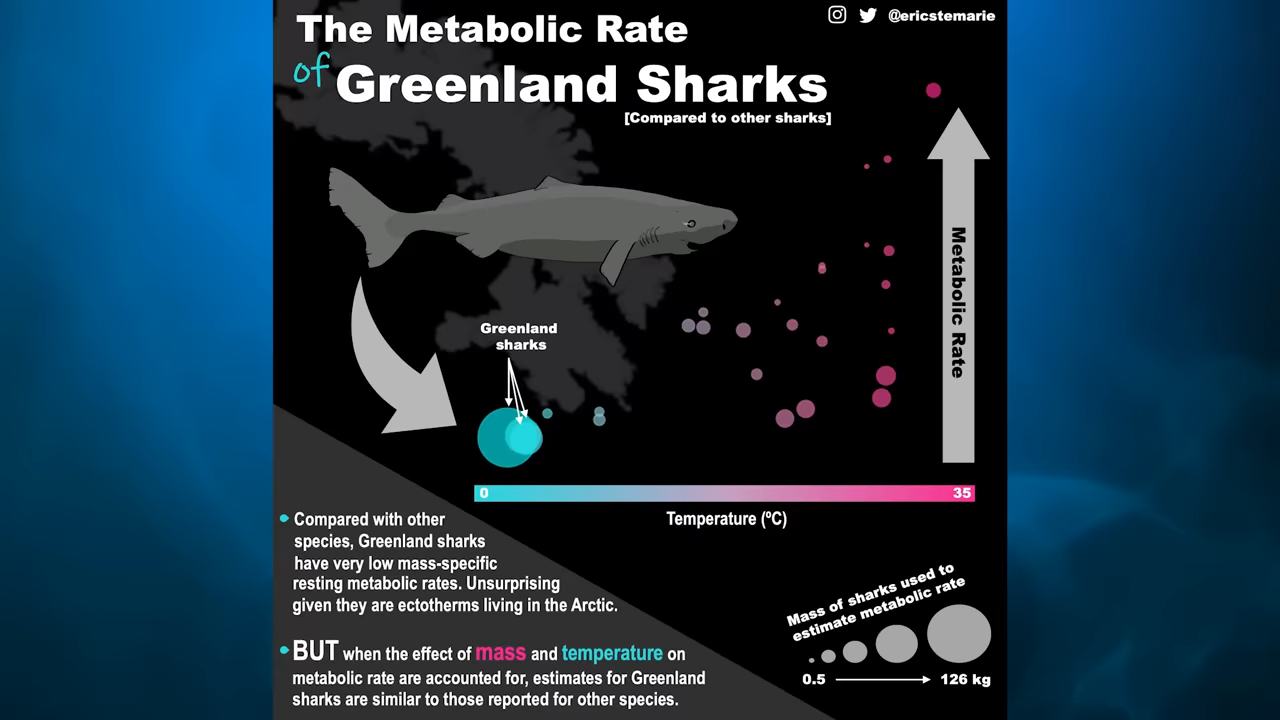 The Metabolic Rate
of Greenland Sharks
[Compared to other sharks]
@ericstemarie
Metabolic Rate
Greenland
sharks
0
35
Temperature (ºC)
• Compared with other
species, Greenland sharks
have very low mass-specific
resting metabolic rates. Unsurprising
given they are ectotherms living in the Arctic.
• BUT when the effect of mass and temperature on
metabolic rate are accounted for, estimates for Greenland
sharks are similar to those reported for other species.
Mass of sharks used to
estimate metabolic rate
0.5
126 kg